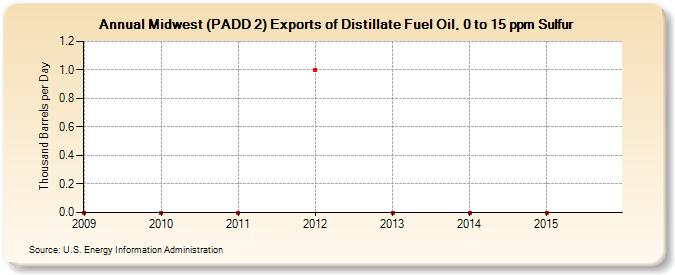 Annual Midwest (PADD 2) Exports of Distillate Fuel Oil, 0 to 15 ppm Sulfur
Thousand Barrels per Day
1.2
1.0
0.8
0.6
0.4
0.2
0.0
2009 2010 2011 2012 2013 2014 2015
Source: U.S. Energy Information Administration